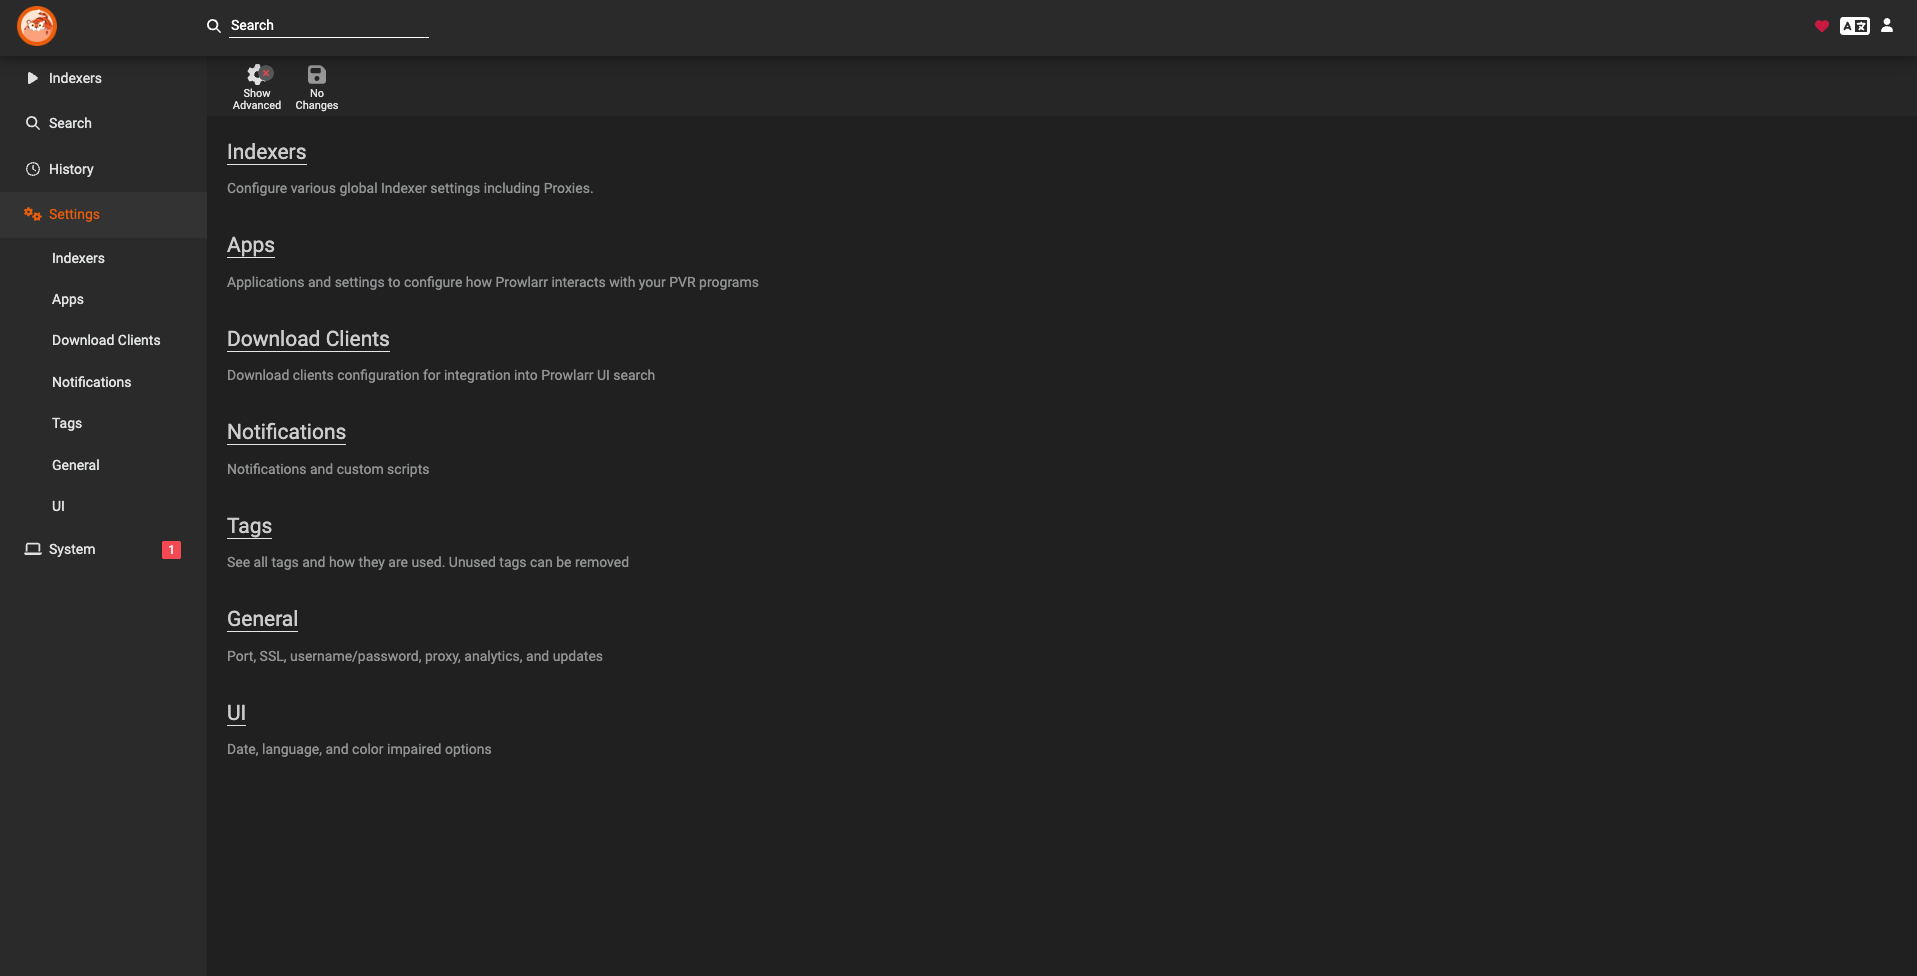 Search
Indexers
Search
History
Settings
Indexers
Apps
Download Clients
Notifications
Tags
General
UI
System 1
Show
Advanced
No
Changes
Indexers
Configure various global Indexer settings including Proxies.
Apps
Applications and settings to configure how Prowlarr interacts with your PVR programs
Download Clients
Download clients configuration for integration into Prowlarr UI search
Notifications
Notifications and custom scripts
Tags
See all tags and how they are used. Unused tags can be removed
General
Port, SSL, username/password, proxy, analytics, and updates
UI
Date, language, and color impaired options